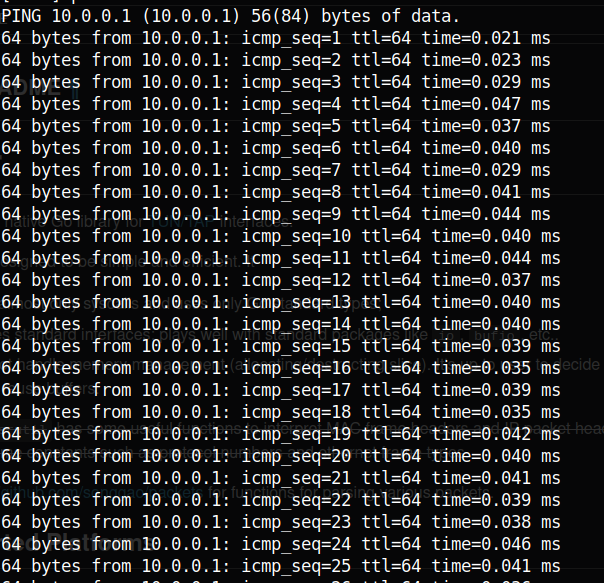 PING 10.0.0.1 (10.0.0.1) 56(84) bytes of data.
64 bytes from 10.0.0.1: icmp_seq=1 ttl=64 time=0.021 ms
64 bytes from 10.0.0.1: icmp_seq=2 ttl=64 time=0.023 ms
64 bytes from 10.0.0.1: icmp_seq=3 ttl=64 time=0.029 ms
64 bytes from 10.0.0.1: icmp_seq=4 ttl=64 time=0.047 ms
64 bytes from 10.0.0.1: icmp_seq=5 ttl=64 time=0.037 ms
64 bytes from 10.0.0.1: icmp_seq=6 ttl=64 time=0.040 ms
64 bytes from 10.0.0.1: icmp_seq=7 ttl=64 time=0.029 ms
64 bytes from 10.0.0.1: icmp_seq=8 ttl=64 time=0.041 ms
64 bytes from 10.0.0.1: icmp_seq=9 ttl=64 time=0.044 ms
64 bytes from 10.0.0.1: icmp_seq=10 ttl=64 time=0.040 ms
64 bytes from 10.0.0.1: icmp_seq=11 ttl=64 time=0.044 ms
64 bytes from 10.0.0.1: icmp_seq=12 ttl=64 time=0.037 ms
64 bytes from 10.0.0.1: icmp_seq=13 ttl=64 time=0.040 ms
64 bytes from 10.0.0.1: icmp_seq=14 ttl=64 time=0.040 ms
64 bytes from 10.0.0.1: icmp_seq=15 ttl=64 time=0.039 ms
64 bytes from 10.0.0.1: icmp_seq=16 ttl=64 time=0.035 ms
64 bytes from 10.0.0.1: icmp_seq=17 ttl=64 time=0.039 ms
64 bytes from 10.0.0.1: icmp_seq=18 ttl=64 time=0.035 ms
64 bytes from 10.0.0.1: icmp_seq=19 ttl=64 time=0.042 ms
64 bytes from 10.0.0.1: icmp_seq=20 ttl=64 time=0.040 ms
64 bytes from 10.0.0.1: icmp_seq=21 ttl=64 time=0.041 ms
64 bytes from 10.0.0.1: icmp_seq=22 ttl=64 time=0.039 ms
64 bytes from 10.0.0.1: icmp_seq=23 ttl=64 time=0.038 ms
64 bytes from 10.0.0.1: icmp_seq=24 ttl=64 time=0.046 ms
64 bytes from 10.0.0.1: icmp_seq=25 ttl=64 time=0.041 ms